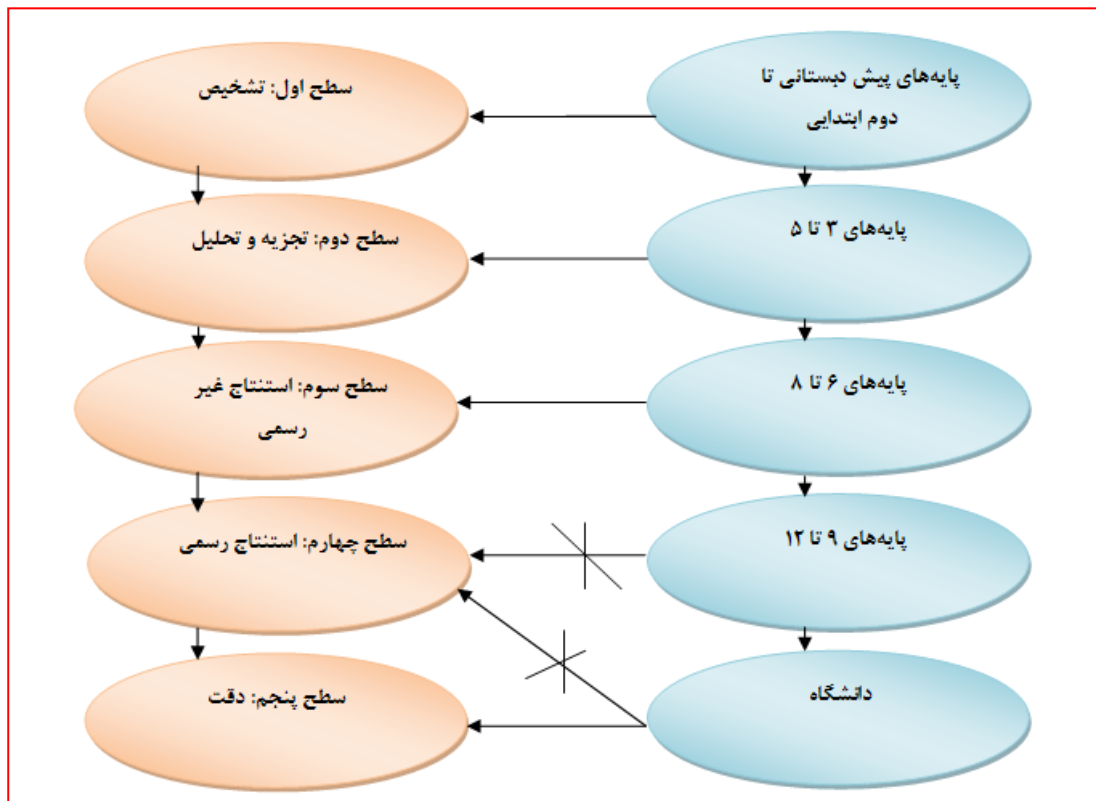 پایه‌های پیش دبستانی تا
دوم ابتدایی
سطح اول: تشخیص
پایه‌های ۳ تا ۵
سطح دوم: تجزیه و تحلیل
پایه‌های ۶ تا ۸
سطح سوم: استنتاج غیر
رسمی
پایه‌های ۹ تا ۱۲
سطح چهارم: استنتاج رسمی
دانشگاه
سطح پنجم: دقت